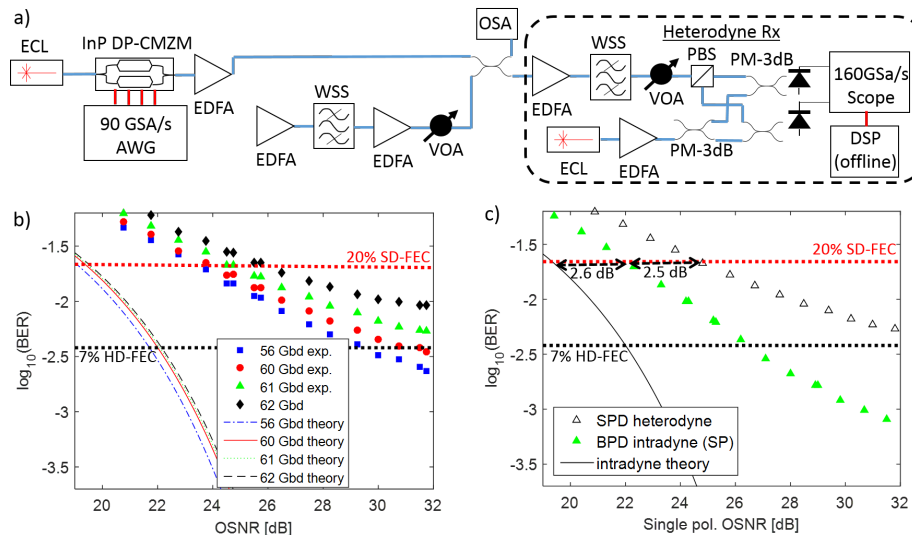 a)
ECL
InP DP-CMZM
90 GSA/s
AWG
EDFA
EDFA
WSS
EDFA
VOA
OSA
Heterodyne Rx
EDFA
WSS
VOA
PBS
PM-3dB
ECL
EDFA
PM-3dB
160GSa/s
Scope
DSP
(offline)
b)
log10(BER)
-1.5
-2
-2.5
-3
-3.5
20% SD-FEC
7% HD-FEC
56 Gbd exp.
60 Gbd exp.
61 Gbd exp.
62 Gbd
56 Gbd theory
60 Gbd theory
61 Gbd theory
62 Gbd theory
20 22 24 26 28 30 32
OSNR [dB]
c)
log10(BER)
-1.5
-2
-2.5
-3
-3.5
20% SD-FEC
2.6 dB
2.5 dB
7% HD-FEC
SPD heterodyne
BPD intradyne (SP)
intradyne theory
20 22 24 26 28 30 32
Single pol. OSNR [dB]